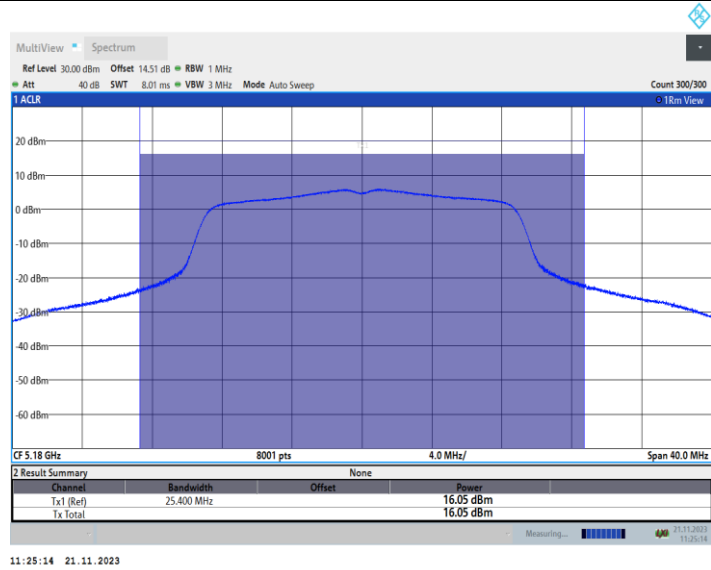 MultiView Spectrum
Ref Level 30.00 dBm Offset 14.51 dB RBW 1 MHz
Att 40 dB SWT 8.01 ms VBW 3 MHz Mode Auto Sweep Count 300/300
1 ACLR 1Rm View
20 dBm
10 dBm
0 dBm
-10 dBm
-20 dBm
-30 dBm
-40 dBm
-50 dBm
-60 dBm
CF 5.18 GHz 8001 pts 4.0 MHz/ Span 40.0 MHz
2 Result Summary None
Channel Bandwidth Offset Power
Tx1 (Ref) 25.400 MHz 16.05 dBm
Tx Total 16.05 dBm
Measuring... 21.11.2023
11:25:14
11:25:14 21.11.2023